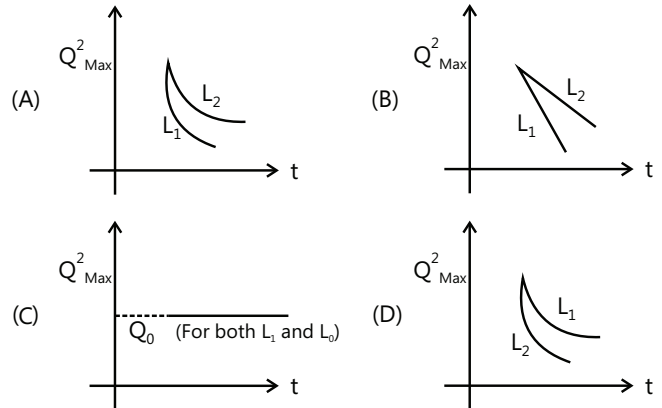 Q²Max
(A)
L₂
L₁
t
Q²Max
(B)
L₂
L₁
t
Q²Max
(C)
Q₀
(For both L₁ and L₀)
t
Q²Max
(D)
L₁
L₂
t